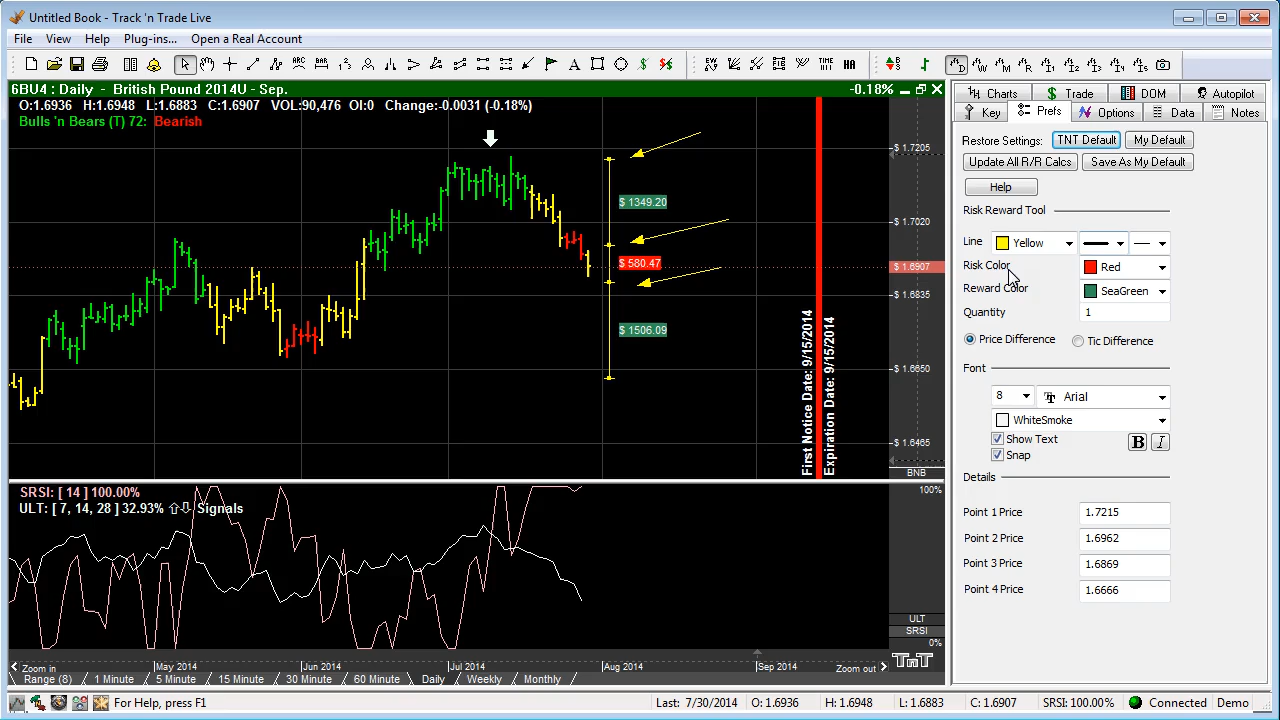 Untitled Book - Track 'n Trade Live
File View Help Plug-ins... Open a Real Account
6BU4 : Daily - British Pound 2014U - Sep.
-0.18%
O:1.6936 H:1.6948 L:1.6883 C:1.6907 VOL:90,476 OI:0 Change:-0.0031 (-0.18%)
Bulls 'n Bears (T) 72: Bearish
$ 1349.20
$ 580.47
$ 1506.09
First Notice Date: 9/15/2014
Expiration Date: 9/15/2014
$ 1.7205
$ 1.7020
$ 1.6907
$ 1.6835
$ 1.6650
$ 1.6465
BNB
SRSI: [ 14 ] 100.00%
ULT: [ 7, 14, 28 ] 32.93% Signals
100%
ULT
SRSI
0%
Zoom in
May 2014
Jun 2014
Jul 2014
Aug 2014
Sep 2014
Zoom out
TNT
Range (8) 1 Minute 5 Minute 15 Minute 30 Minute 60 Minute Daily Weekly Monthly
Charts Trade DOM Autopilot
Key Prefs Options Data Notes
Restore Settings: TNT Default My Default
Update All R/R Calcs Save As My Default
Help
Risk Reward Tool
Line Yellow
Risk Color Red
Reward Color SeaGreen
Quantity 1
Price Difference Tic Difference
Font
8 Arial
WhiteSmoke
Show Text B I
Snap
Details
Point 1 Price 1.7215
Point 2 Price 1.6962
Point 3 Price 1.6869
Point 4 Price 1.6666
For Help, press F1
Last: 7/30/2014 O: 1.6936 H: 1.6948 L: 1.6883 C: 1.6907 SRSI: 100.00% Connected Demo